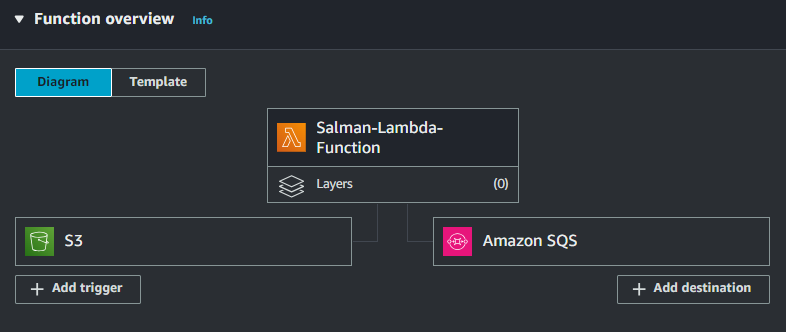 Function overview Info
Diagram Template
Salman-Lambda-
Function
Layers (0)
S3 Amazon SQS
Add trigger Add destination